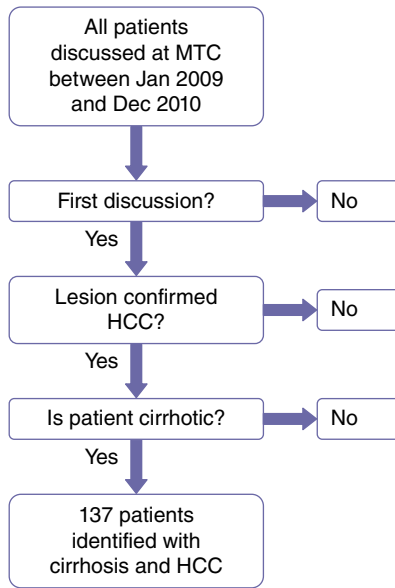 All patients
discussed at MTC
between Jan 2009
and Dec 2010
First discussion?
No
Yes
Lesion confirmed
HCC?
No
Yes
Is patient cirrhotic?
No
Yes
137 patients
identified with
cirrhosis and HCC